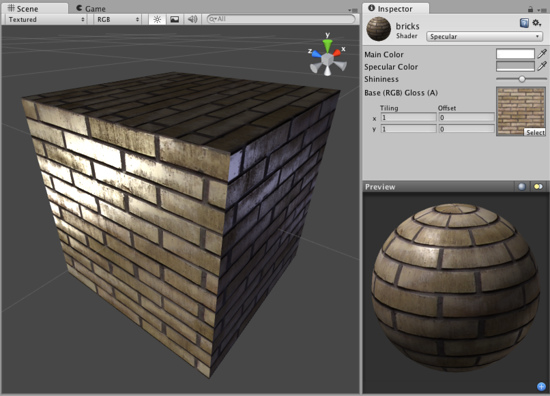 Scene
Game
Textured
RGB
All
y
x
z
Inspector
bricks
Shader
Specular
Main Color
Specular Color
Shininess
Base (RGB) Gloss (A)
Tiling
Offset
x
1
0
y
1
0
Select
Preview